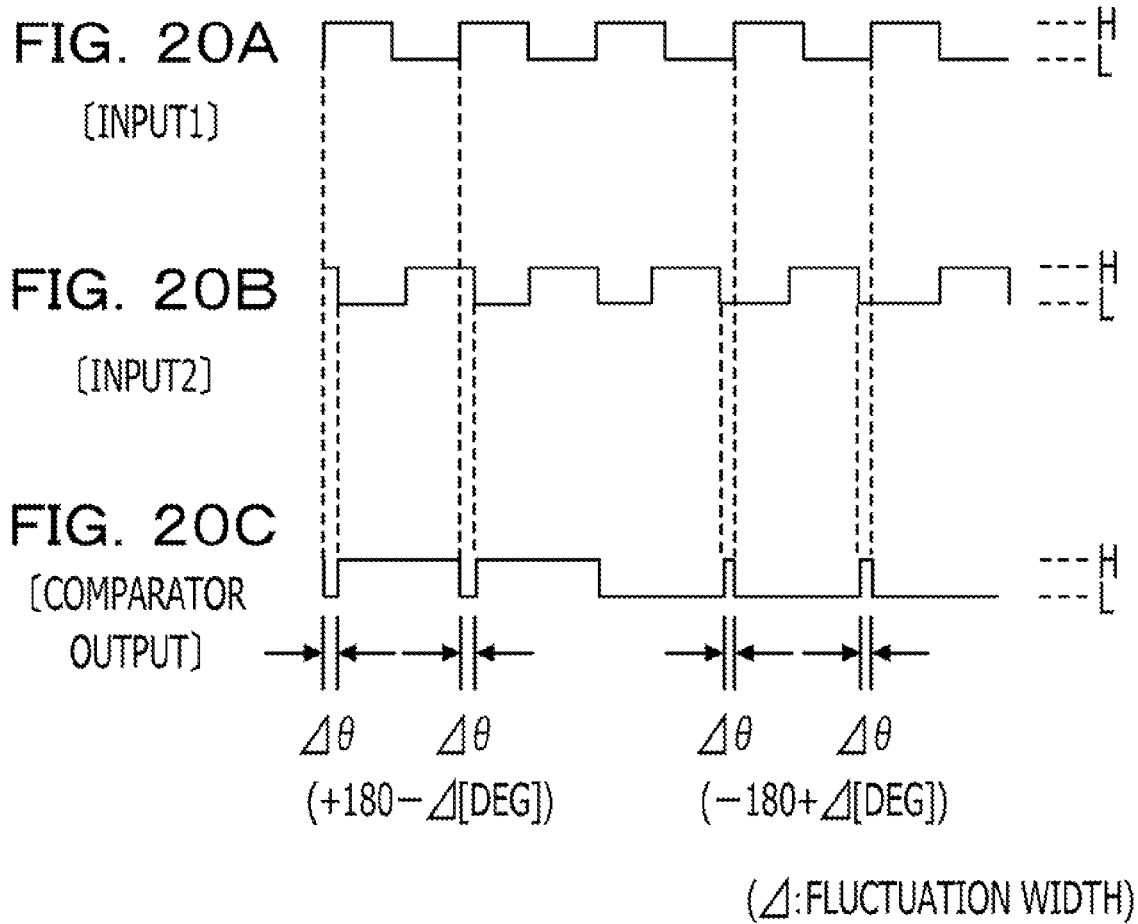 FIG. 20A
[INPUT1]
H
L
FIG. 20B
[INPUT2]
H
L
FIG. 20C
[COMPARATOR
OUTPUT]
H
L
⊿θ ⊿θ ⊿θ ⊿θ
(+180−⊿[DEG]) (−180+⊿[DEG])
(⊿:FLUCTUATION WIDTH)